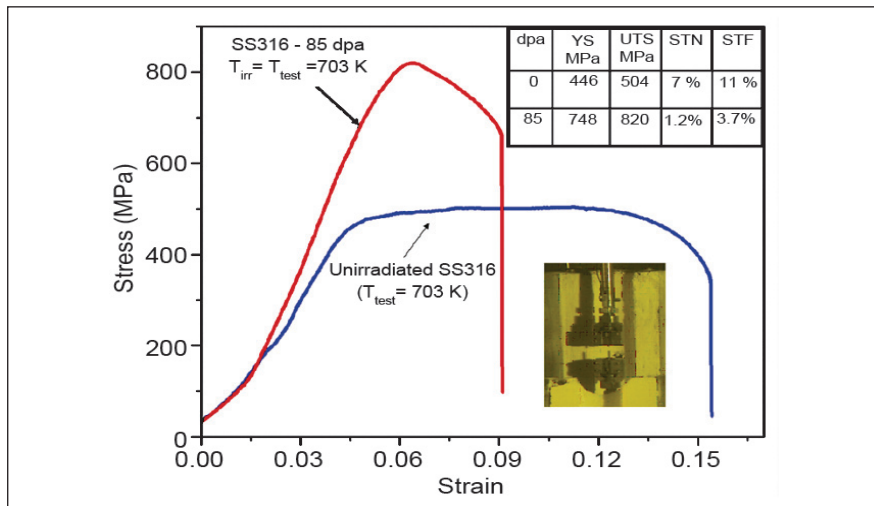 SS316 - 85 dpa
T_irr= T_test =703 K
dpa YS MPa UTS MPa STN STF
0 446 504 7 % 11 %
85 748 820 1.2% 3.7%
Unirradiated SS316
(T_test= 703 K)
Stress (MPa)
800
600
400
200
0
0.00 0.03 0.06 0.09 0.12 0.15
Strain